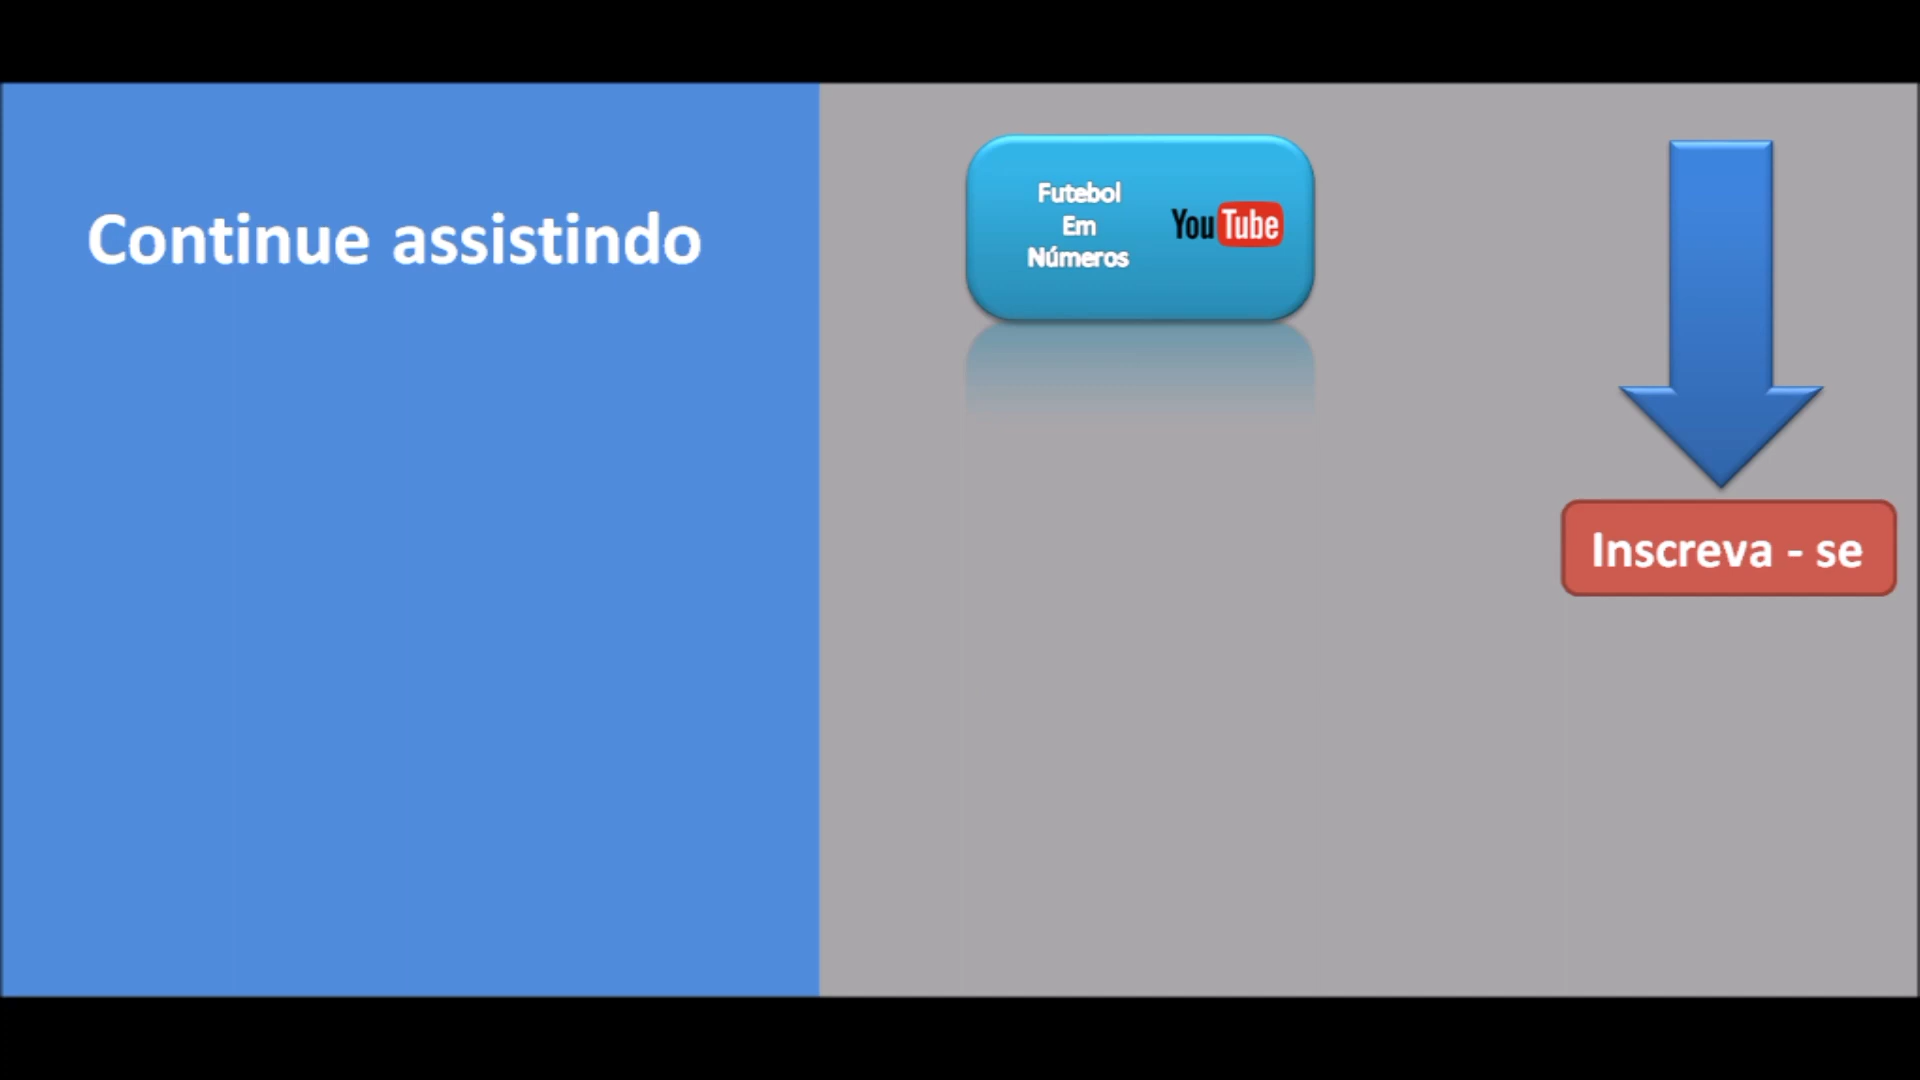 Continue assistindo
Futebol
Em
Números
YouTube
Inscreva - se